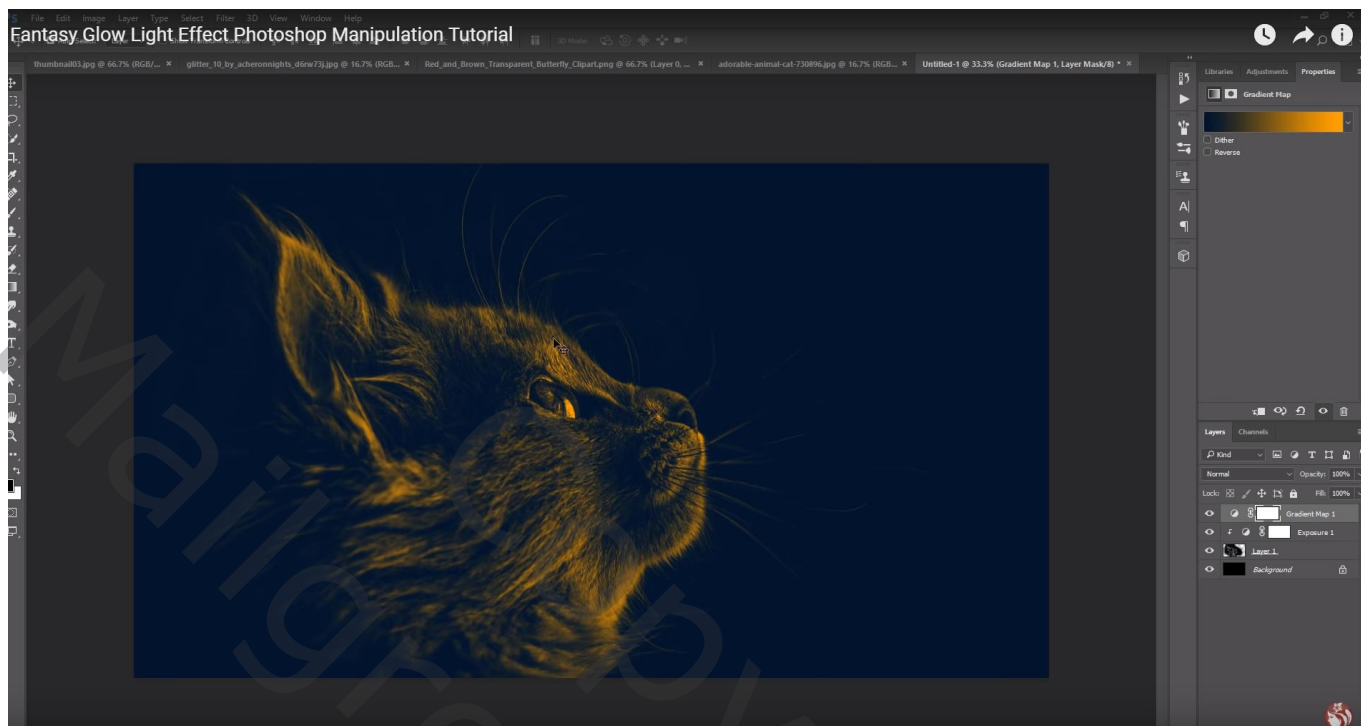 File Edit Image Layer Type Select Filter 3D View Window Help
Fantasy Glow Light Effect Photoshop Manipulation Tutorial
3D Mode:
thumbnail03.jpg @ 66.7% (RGB/... × glitter_10_by_acheronnights_d6rw73j.jpg @ 16.7% (RGB... × Red_and_Brown_Transparent_Butterfly_Clipart.png @ 66.7% (Layer 0, ... × adorable-animal-cat-730896.jpg @ 16.7% (RGB... × Untitled-1 @ 33.3% (Gradient Map 1, Layer Mask/8) * ×
Libraries Adjustments Properties
Gradient Map
Dither
Reverse
Layers Channels
Kind
Normal Opacity: 100%
Lock: Fill: 100%
Gradient Map 1
Exposure 1
Layer 1
Background